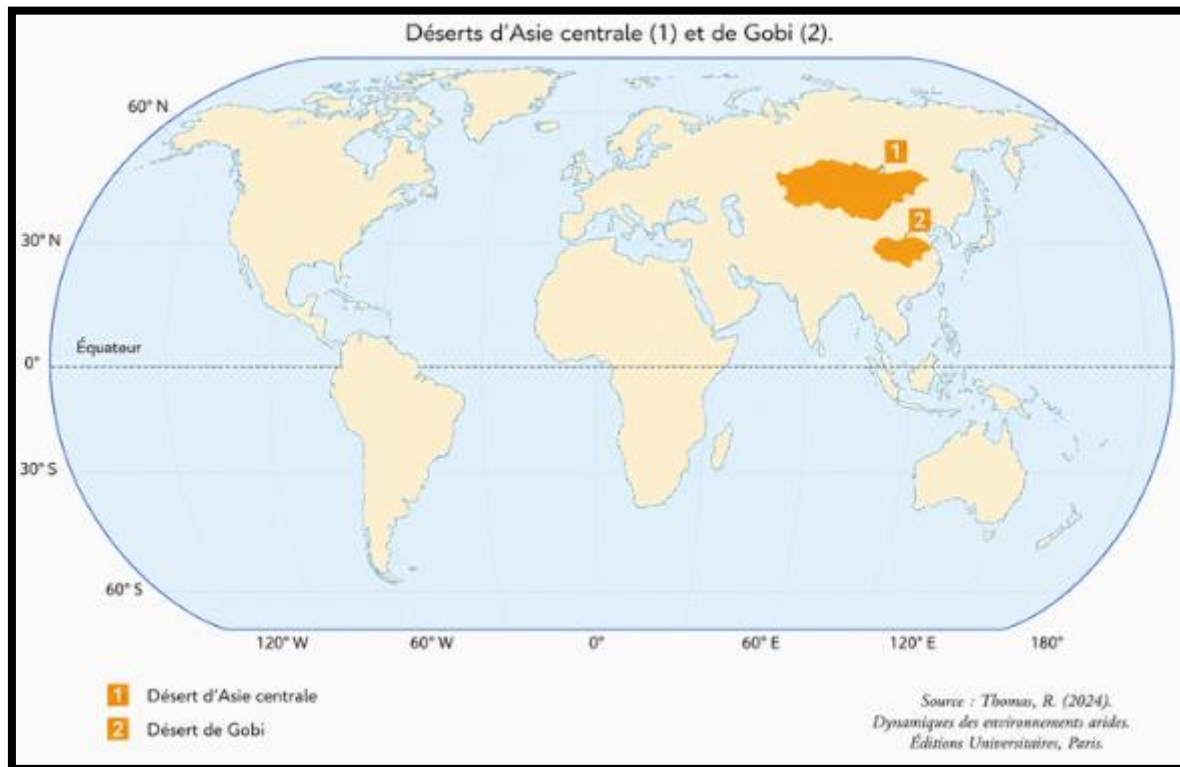 Déserts d'Asie centrale (1) et de Gobi (2).
60° N
1
2
30° N
Équateur
0°
30° S
60° S
120° W
60° W
0°
60° E
120° E
180°
1 Désert d'Asie centrale
2 Désert de Gobi
Source : Thomas, R. (2024).
Dynamiques des environnements arides.
Éditions Universitaires, Paris.